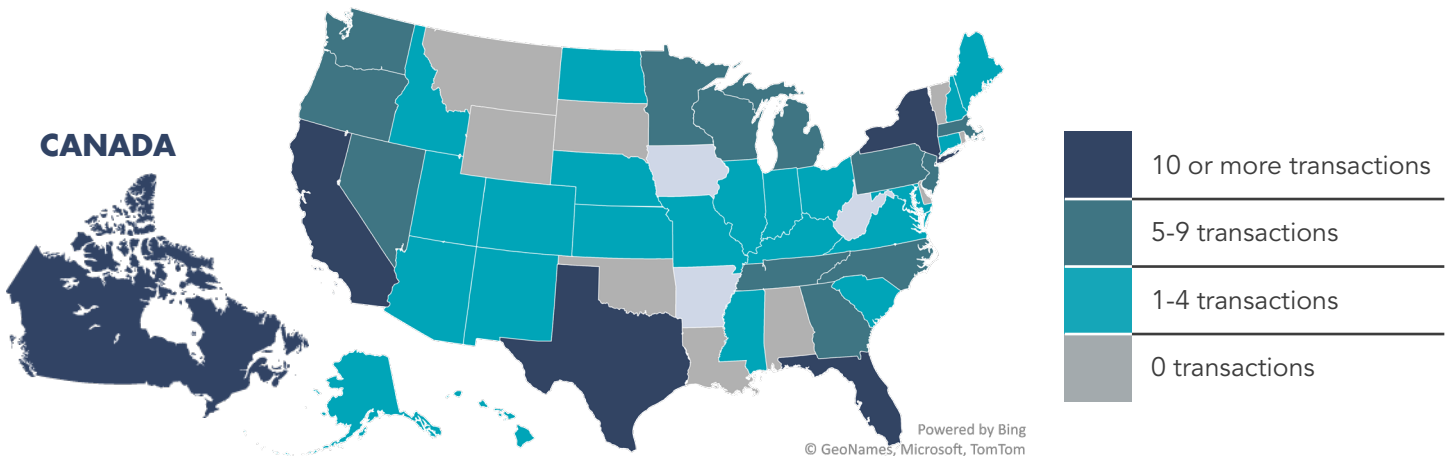 CANADA
10 or more transactions
5-9 transactions
1-4 transactions
0 transactions
Powered by Bing
© GeoNames, Microsoft, TomTom